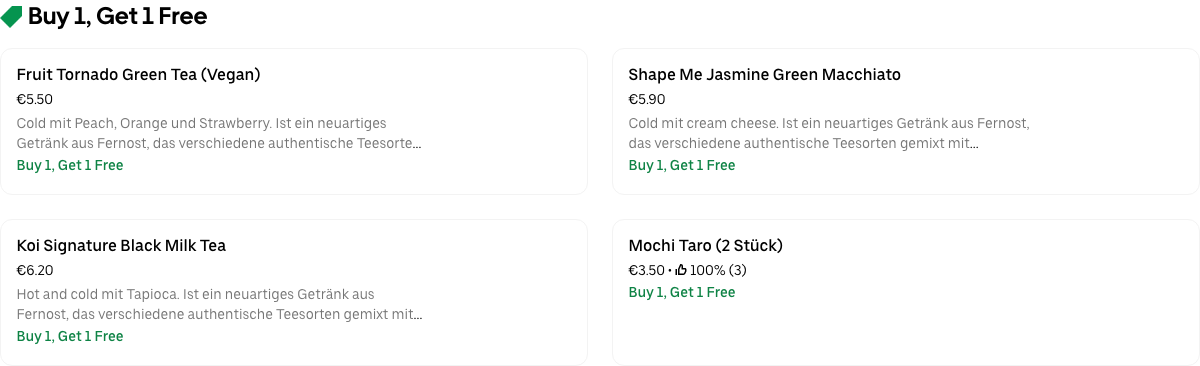 Buy 1, Get 1 Free
Fruit Tornado Green Tea (Vegan)
€5.50
Cold mit Peach, Orange und Strawberry. Ist ein neuartiges
Getränk aus Fernost, das verschiedene authentische Teesorte...
Buy 1, Get 1 Free
Shape Me Jasmine Green Macchiato
€5.90
Cold mit cream cheese. Ist ein neuartiges Getränk aus Fernost,
das verschiedene authentische Teesorten gemixt mit...
Buy 1, Get 1 Free
Koi Signature Black Milk Tea
€6.20
Hot and cold mit Tapioca. Ist ein neuartiges Getränk aus
Fernost, das verschiedene authentische Teesorten gemixt mit...
Buy 1, Get 1 Free
Mochi Taro (2 Stück)
€3.50 • 100% (3)
Buy 1, Get 1 Free